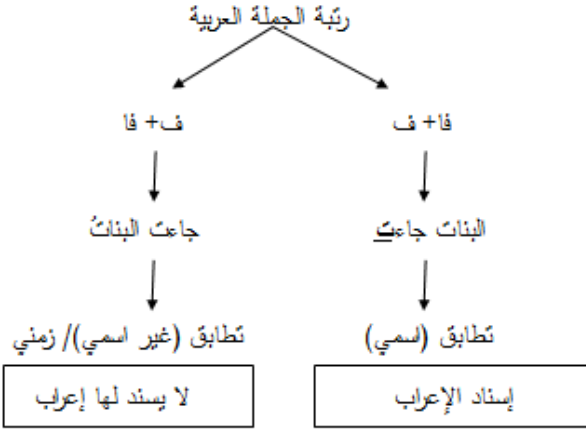 رتبة الجملة العربية
فا+ ف
ف+ فا
البنات جاءت
جاءت البناتُ
تطابق (اسمي)
تطابق (غير اسمي)/ زمني
إسناد الإعراب
لا يسند لها إعراب